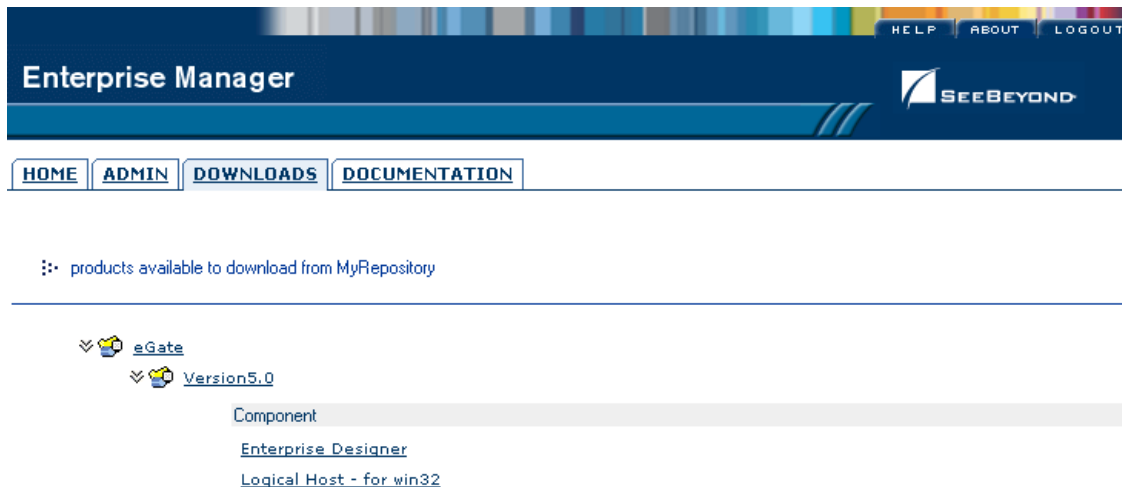 HELP ABOUT LOGOUT
Enterprise Manager
SEEBEYOND
HOME ADMIN DOWNLOADS DOCUMENTATION
products available to download from MyRepository
eGate
Version5.0
Component
Enterprise Designer
Logical Host - for win32